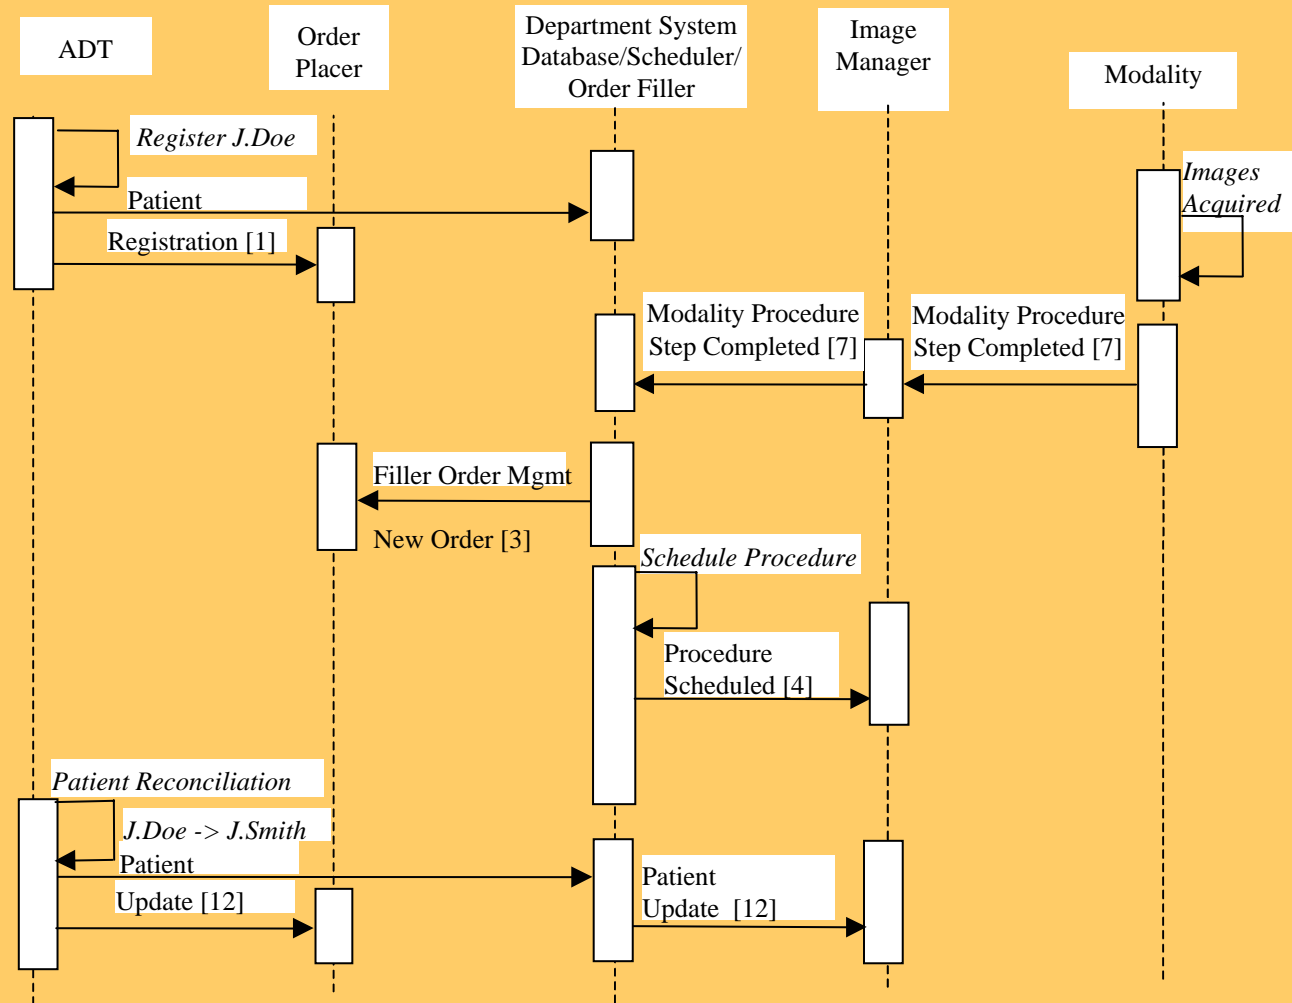 ADT
Order
Placer
Department System
Database/Scheduler/
Order Filler
Image
Manager
Modality
Register J.Doe
Images
Acquired
Patient
Registration [1]
Modality Procedure
Step Completed [7]
Modality Procedure
Step Completed [7]
Filler Order Mgmt
New Order [3]
Schedule Procedure
Procedure
Scheduled [4]
Patient Reconciliation
J.Doe -> J.Smith
Patient
Update [12]
Patient
Update [12]